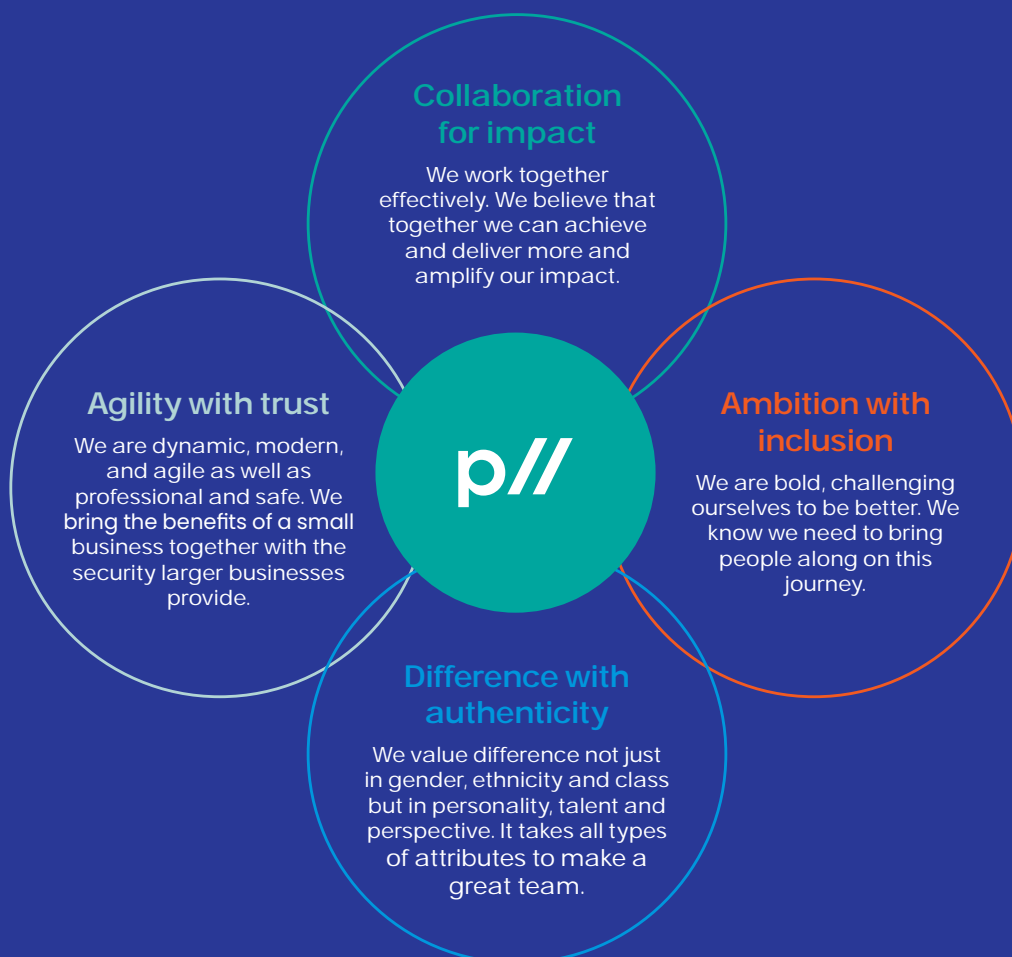 Collaboration
for impact
We work together
effectively. We believe that
together we can achieve
and deliver more and
amplify our impact.
Agility with trust
We are dynamic, modern,
and agile as well as
professional and safe. We
bring the benefits of a small
business together with the
security larger businesses
provide.
p//
Ambition with
inclusion
We are bold, challenging
ourselves to be better. We
know we need to bring
people along on this
journey.
Difference with
authenticity
We value difference not just
in gender, ethnicity and class
but in personality, talent and
perspective. It takes all types
of attributes to make a
great team.